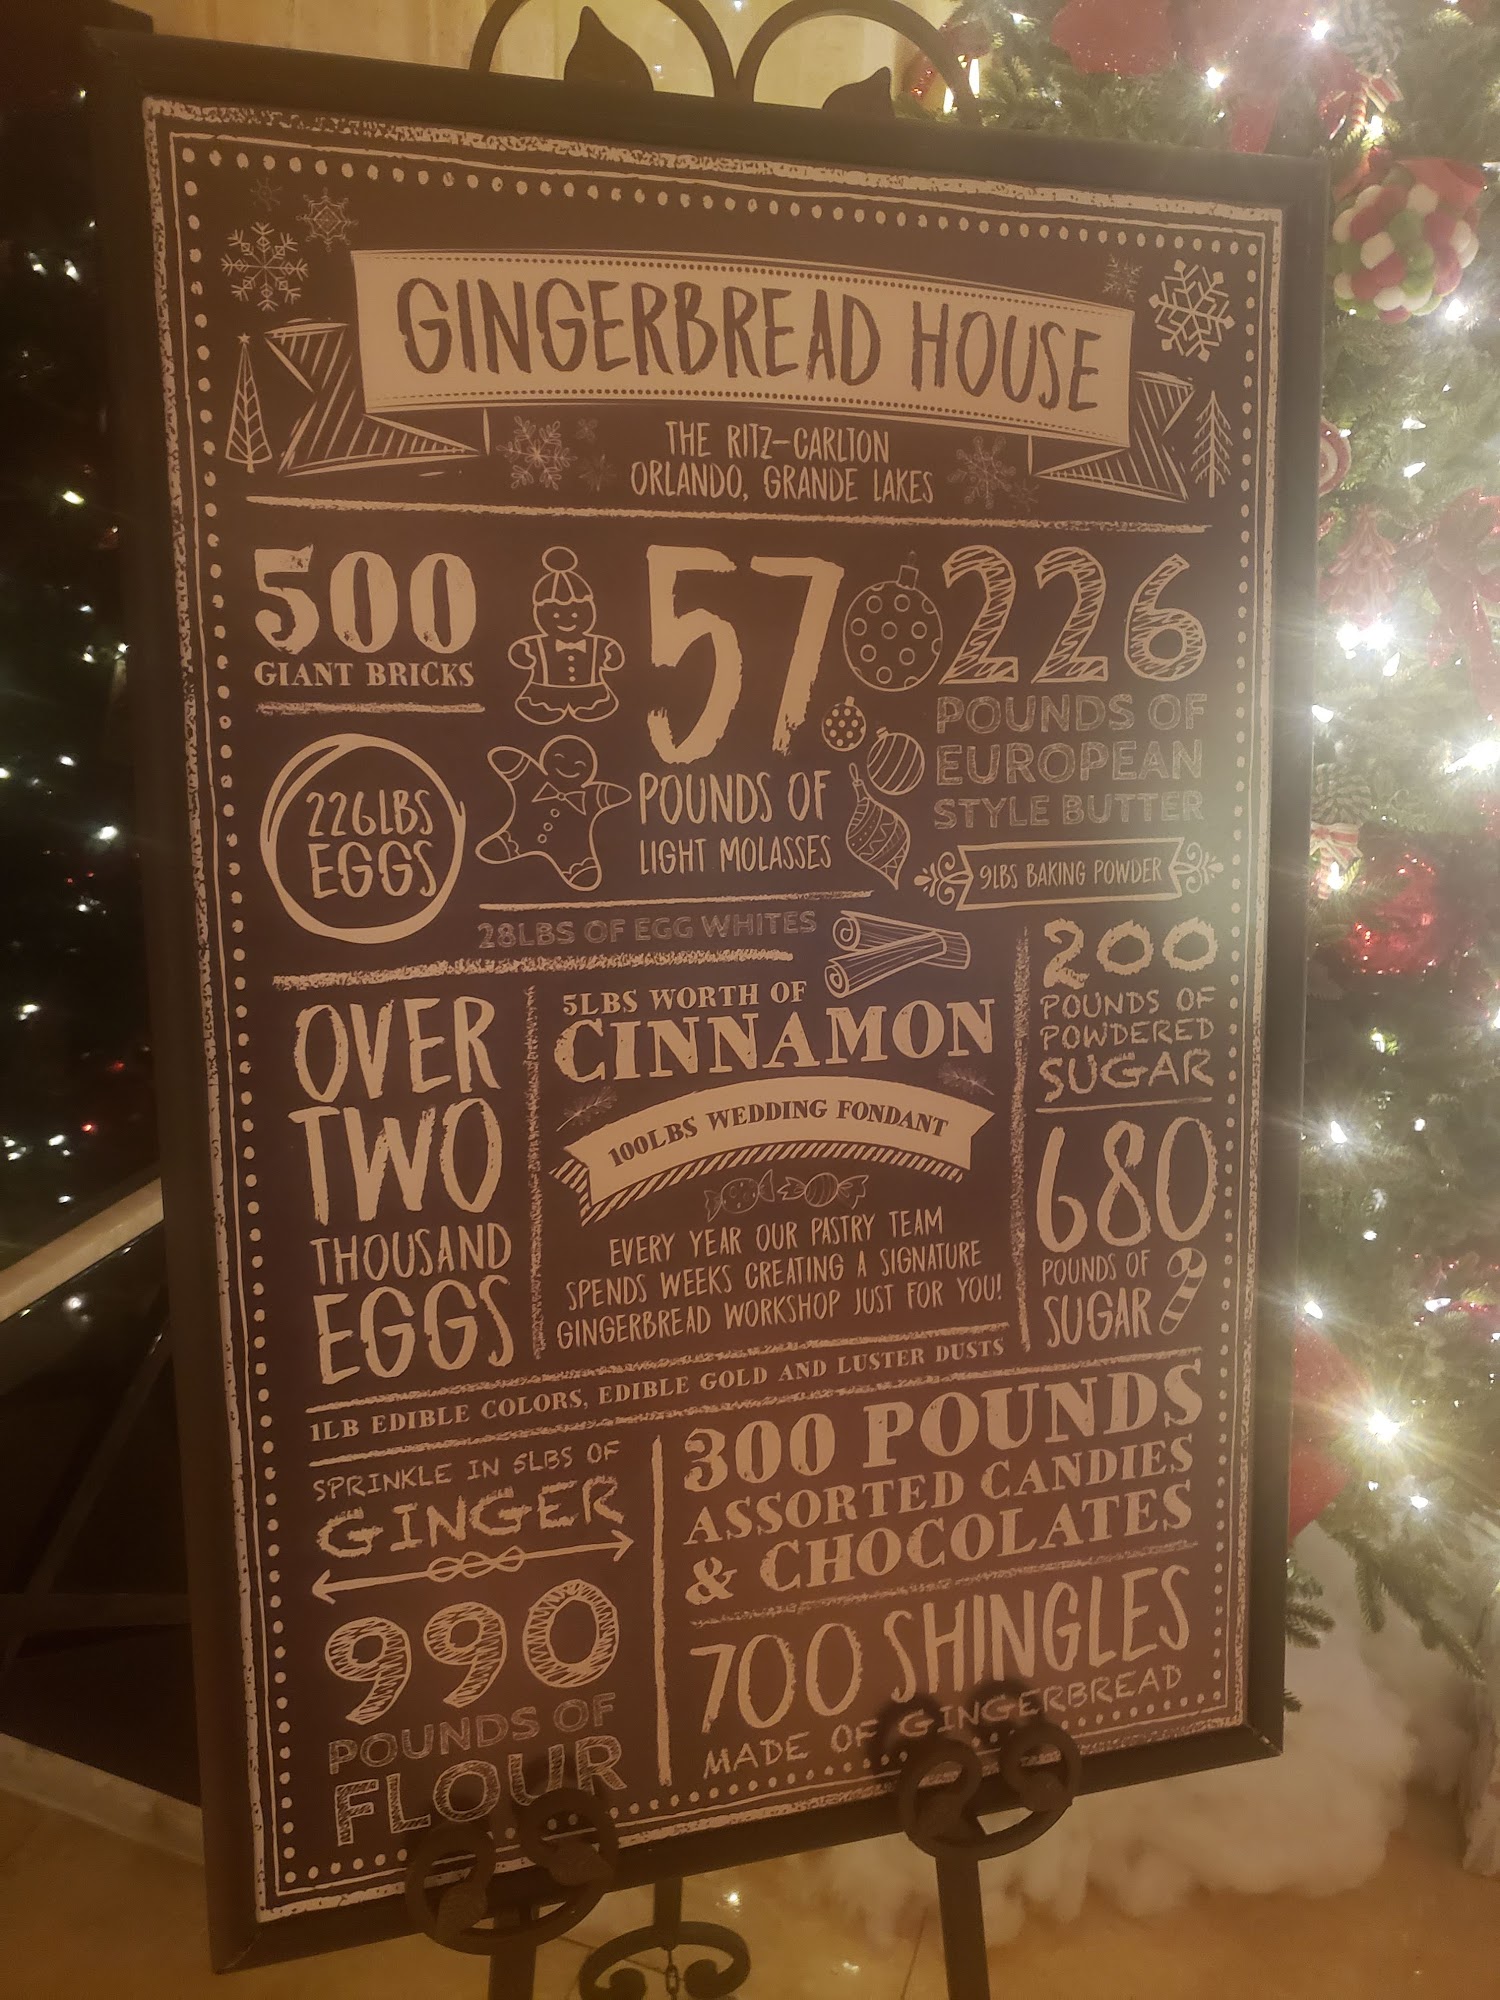 GINGERBREAD HOUSE
THE RITZ-CARLTON
ORLANDO, GRANDE LAKES
500
GIANT BRICKS
57
POUNDS OF
LIGHT MOLASSES
226
POUNDS OF
EUROPEAN
STYLE BUTTER
226LBS
EGGS
9LBS BAKING POWDER
28LBS OF EGG WHITES
OVER
TWO
THOUSAND
EGGS
5LBS WORTH OF
CINNAMON
100LBS WEDDING FONDANT
EVERY YEAR OUR PASTRY TEAM
SPENDS WEEKS CREATING A SIGNATURE
GINGERBREAD WORKSHOP JUST FOR YOU!
200
POUNDS OF
POWDERED
SUGAR
680
POUNDS OF
SUGAR
1LB EDIBLE COLORS, EDIBLE GOLD AND LUSTER DUSTS
SPRINKLE IN 5LBS OF
GINGER
990
POUNDS OF
FLOUR
300 POUNDS
ASSORTED CANDIES
& CHOCOLATES
700 SHINGLES
MADE OF GINGERBREAD